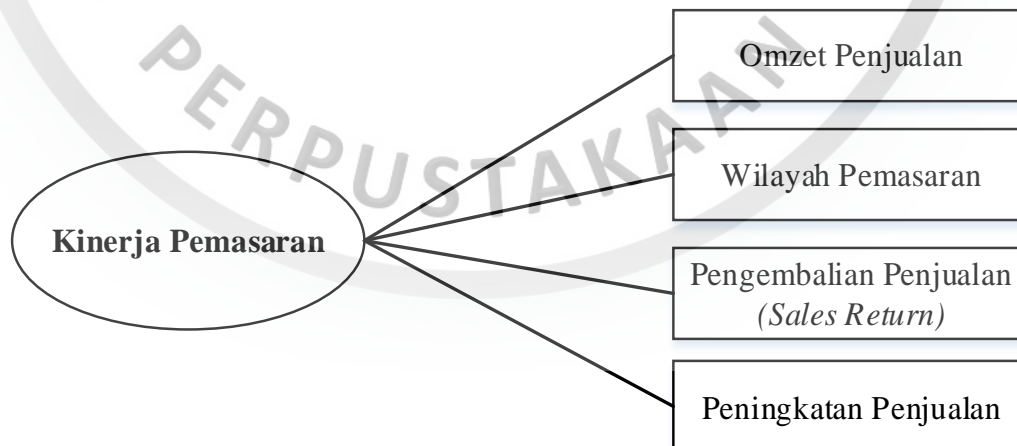 Omzet Penjualan
Wilayah Pemasaran
Kinerja Pemasaran
Pengembalian Penjualan
(Sales Return)
Peningkatan Penjualan
PERPUSTAKAAN